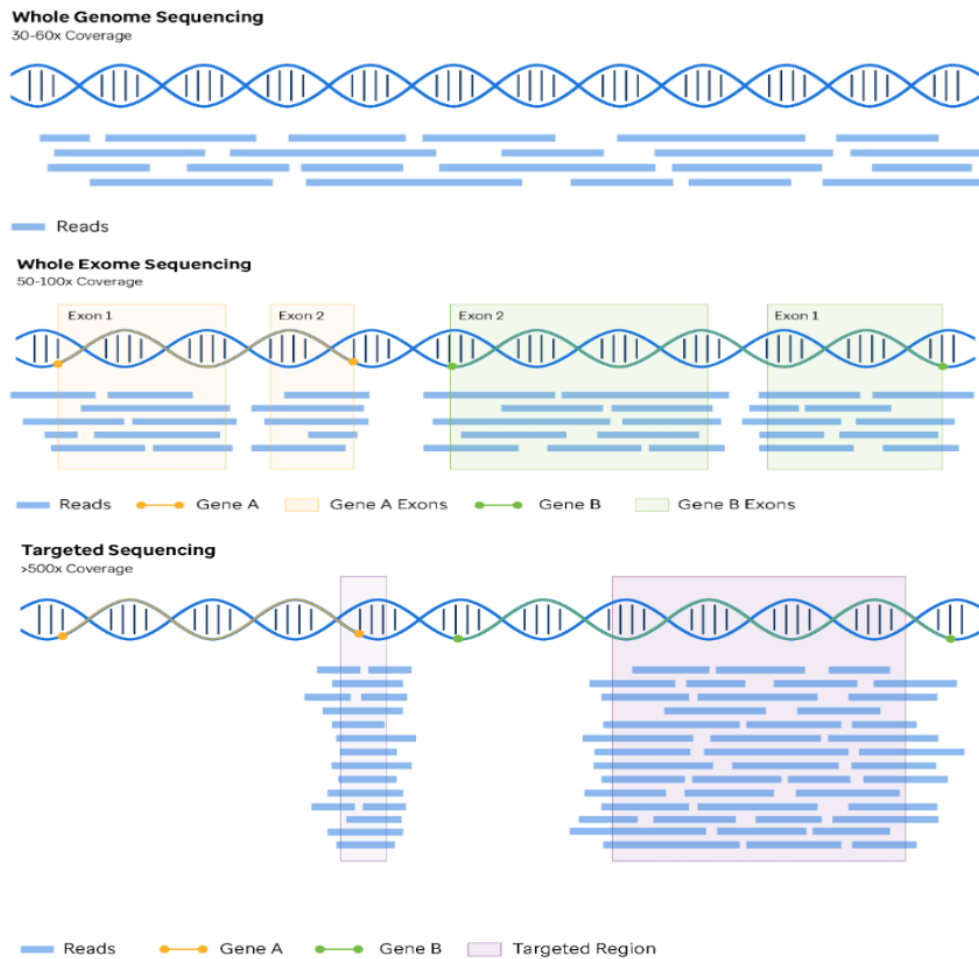 Whole Genome Sequencing
30-60x Coverage
Reads
Whole Exome Sequencing
50-100x Coverage
Exon 1 Exon 2 Exon 2 Exon 1
Reads Gene A Gene A Exons Gene B Gene B Exons
Targeted Sequencing
>500x Coverage
Reads Gene A Gene B Targeted Region